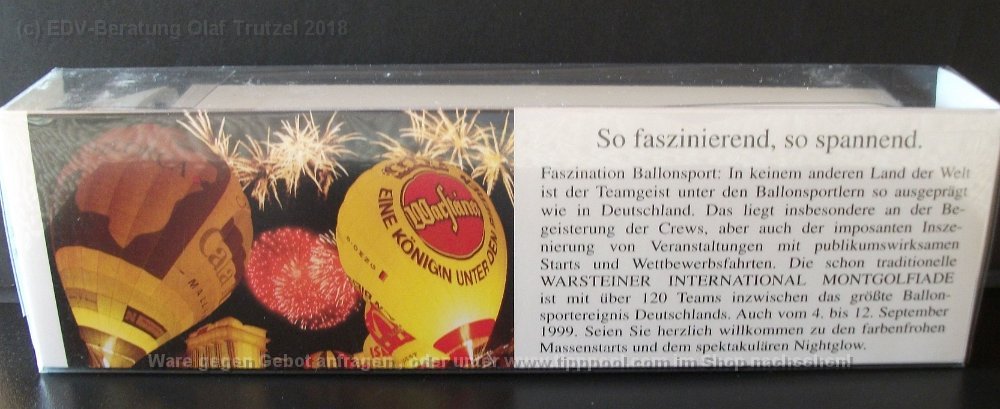 (c) EDV-Beratung Olaf Trutzel 2018
So faszinierend, so spannend.
Faszination Ballonsport: In keinem anderen Land der Welt
ist der Teamgeist unter den Ballonsportlern so ausgeprägt
wie in Deutschland. Das liegt insbesondere an der Be-
geisterung der Crews, aber auch der imposanten Insze-
nierung von Veranstaltungen mit publikumswirksamen
Starts und Wettbewerbsfahrten. Die schon traditionelle
WARSTEINER INTERNATIONAL MONTGOLFIADE
ist mit über 120 Teams inzwischen das größte Ballon-
sportereignis Deutschlands. Auch vom 4. bis 12. September
1999. Seien Sie herzlich willkommen zu den farbenfrohen
Massenstarts und dem spektakulären Nightglow.
EINE KÖNIGIN UNTER DEN
Ware gegen Gebot anfragen, oder unter www.tipppool.com im Shop nachsehen!